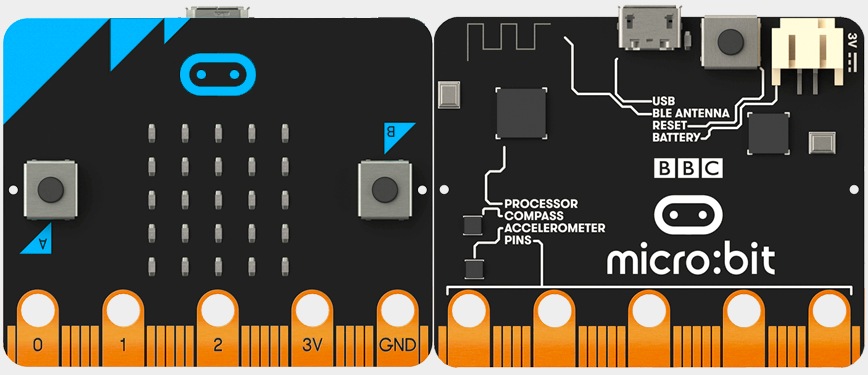 B
A
0 1 2 3V GND
3V
USB
BLE ANTENNA
RESET
BATTERY
BBC
PROCESSOR
COMPASS
ACCELEROMETER
PINS
micro:bit